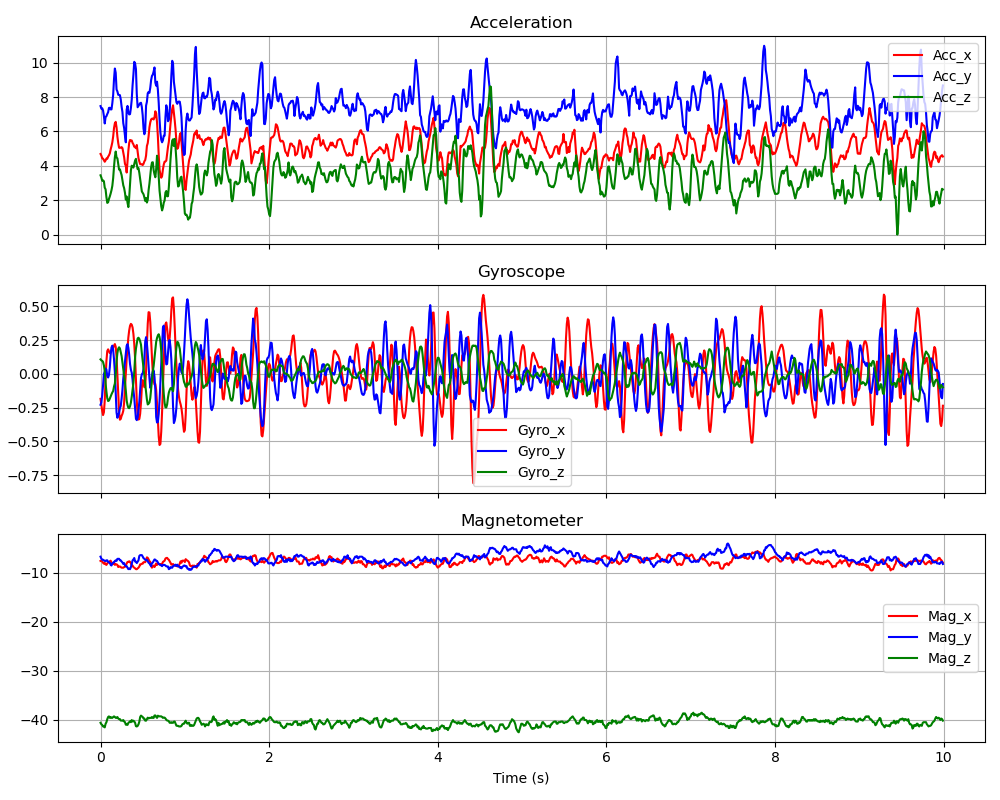 Acceleration
10
8
6
4
2
0
Acc_x
Acc_y
Acc_z
Gyroscope
0.50
0.25
0.00
−0.25
−0.50
−0.75
Gyro_x
Gyro_y
Gyro_z
Magnetometer
−10
−20
−30
−40
Mag_x
Mag_y
Mag_z
0 2 4 6 8 10
Time (s)